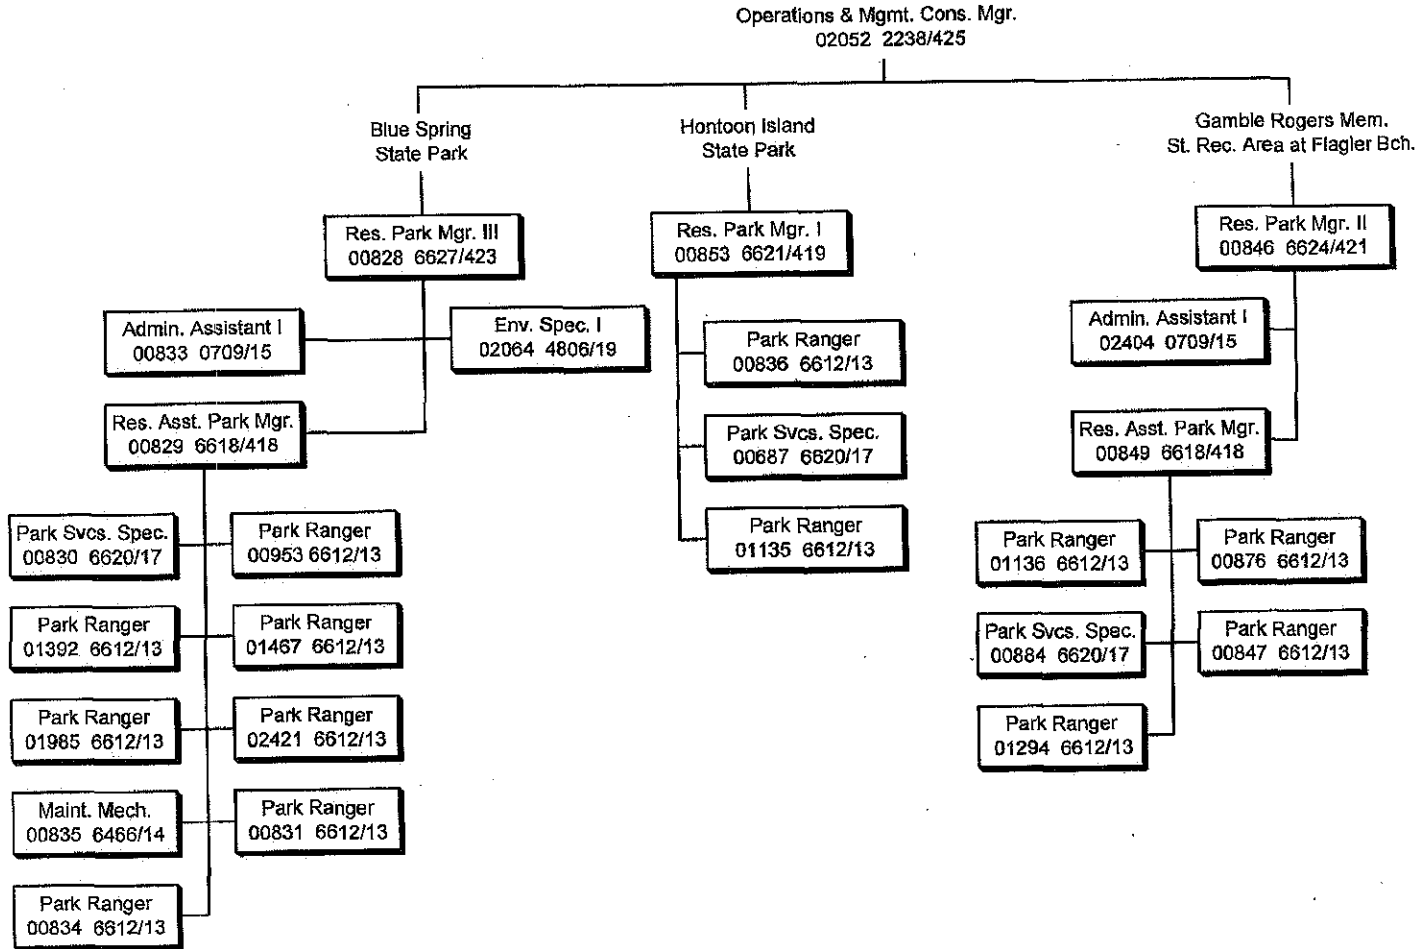 Operations & Mgmt. Cons. Mgr.
02052 2238/425
Blue Spring
State Park
Hontoon Island
State Park
Gamble Rogers Mem.
St. Rec. Area at Flagler Bch.
Res. Park Mgr. III
00828 6627/423
Res. Park Mgr. I
00853 6621/419
Res. Park Mgr. II
00846 6624/421
Admin. Assistant I
00833 0709/15
Env. Spec. I
02064 4806/19
Park Ranger
00836 6612/13
Admin. Assistant I
02404 0709/15
Res. Asst. Park Mgr.
00829 6618/418
Park Svcs. Spec.
00687 6620/17
Res. Asst. Park Mgr.
00849 6618/418
Park Svcs. Spec.
00830 6620/17
Park Ranger
00953 6612/13
Park Ranger
01135 6612/13
Park Ranger
01136 6612/13
Park Ranger
00876 6612/13
Park Ranger
01392 6612/13
Park Ranger
01467 6612/13
Park Svcs. Spec.
00884 6620/17
Park Ranger
00847 6612/13
Park Ranger
01985 6612/13
Park Ranger
02421 6612/13
Park Ranger
01294 6612/13
Maint. Mech.
00835 6466/14
Park Ranger
00831 6612/13
Park Ranger
00834 6612/13